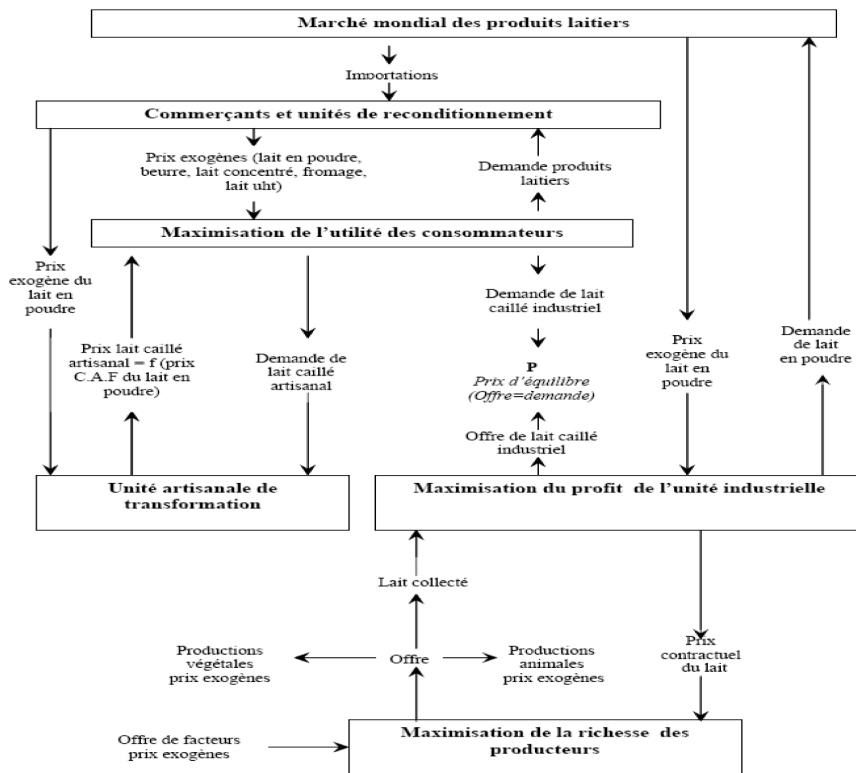 Marché mondial des produits laitiers
Importations
Commerçants et unités de reconditionnement
Prix exogènes (lait en poudre,
beurre, lait concentré, fromage,
lait uht)
Demande produits
laitiers
Maximisation de l'utilité des consommateurs
Prix
exogène du
lait en
poudre
Prix lait caillé
artisanal = f (prix
C.A.F du lait en
poudre)
Demande de
lait caillé
artisanal
Demande de lait
caillé industriel
P
Prix d'équilibre
(Offre=demande)
Offre de lait caillé
industriel
Prix
exogène du
lait en
poudre
Demande
de lait
en poudre
Unité artisanale de
transformation
Maximisation du profit de l'unité industrielle
Lait collecté
Productions
végétales
prix exogènes
Offre
Productions
animales
prix exogènes
Prix
contractuel
du lait
Offre de facteurs
prix exogènes
Maximisation de la richesse des
producteurs